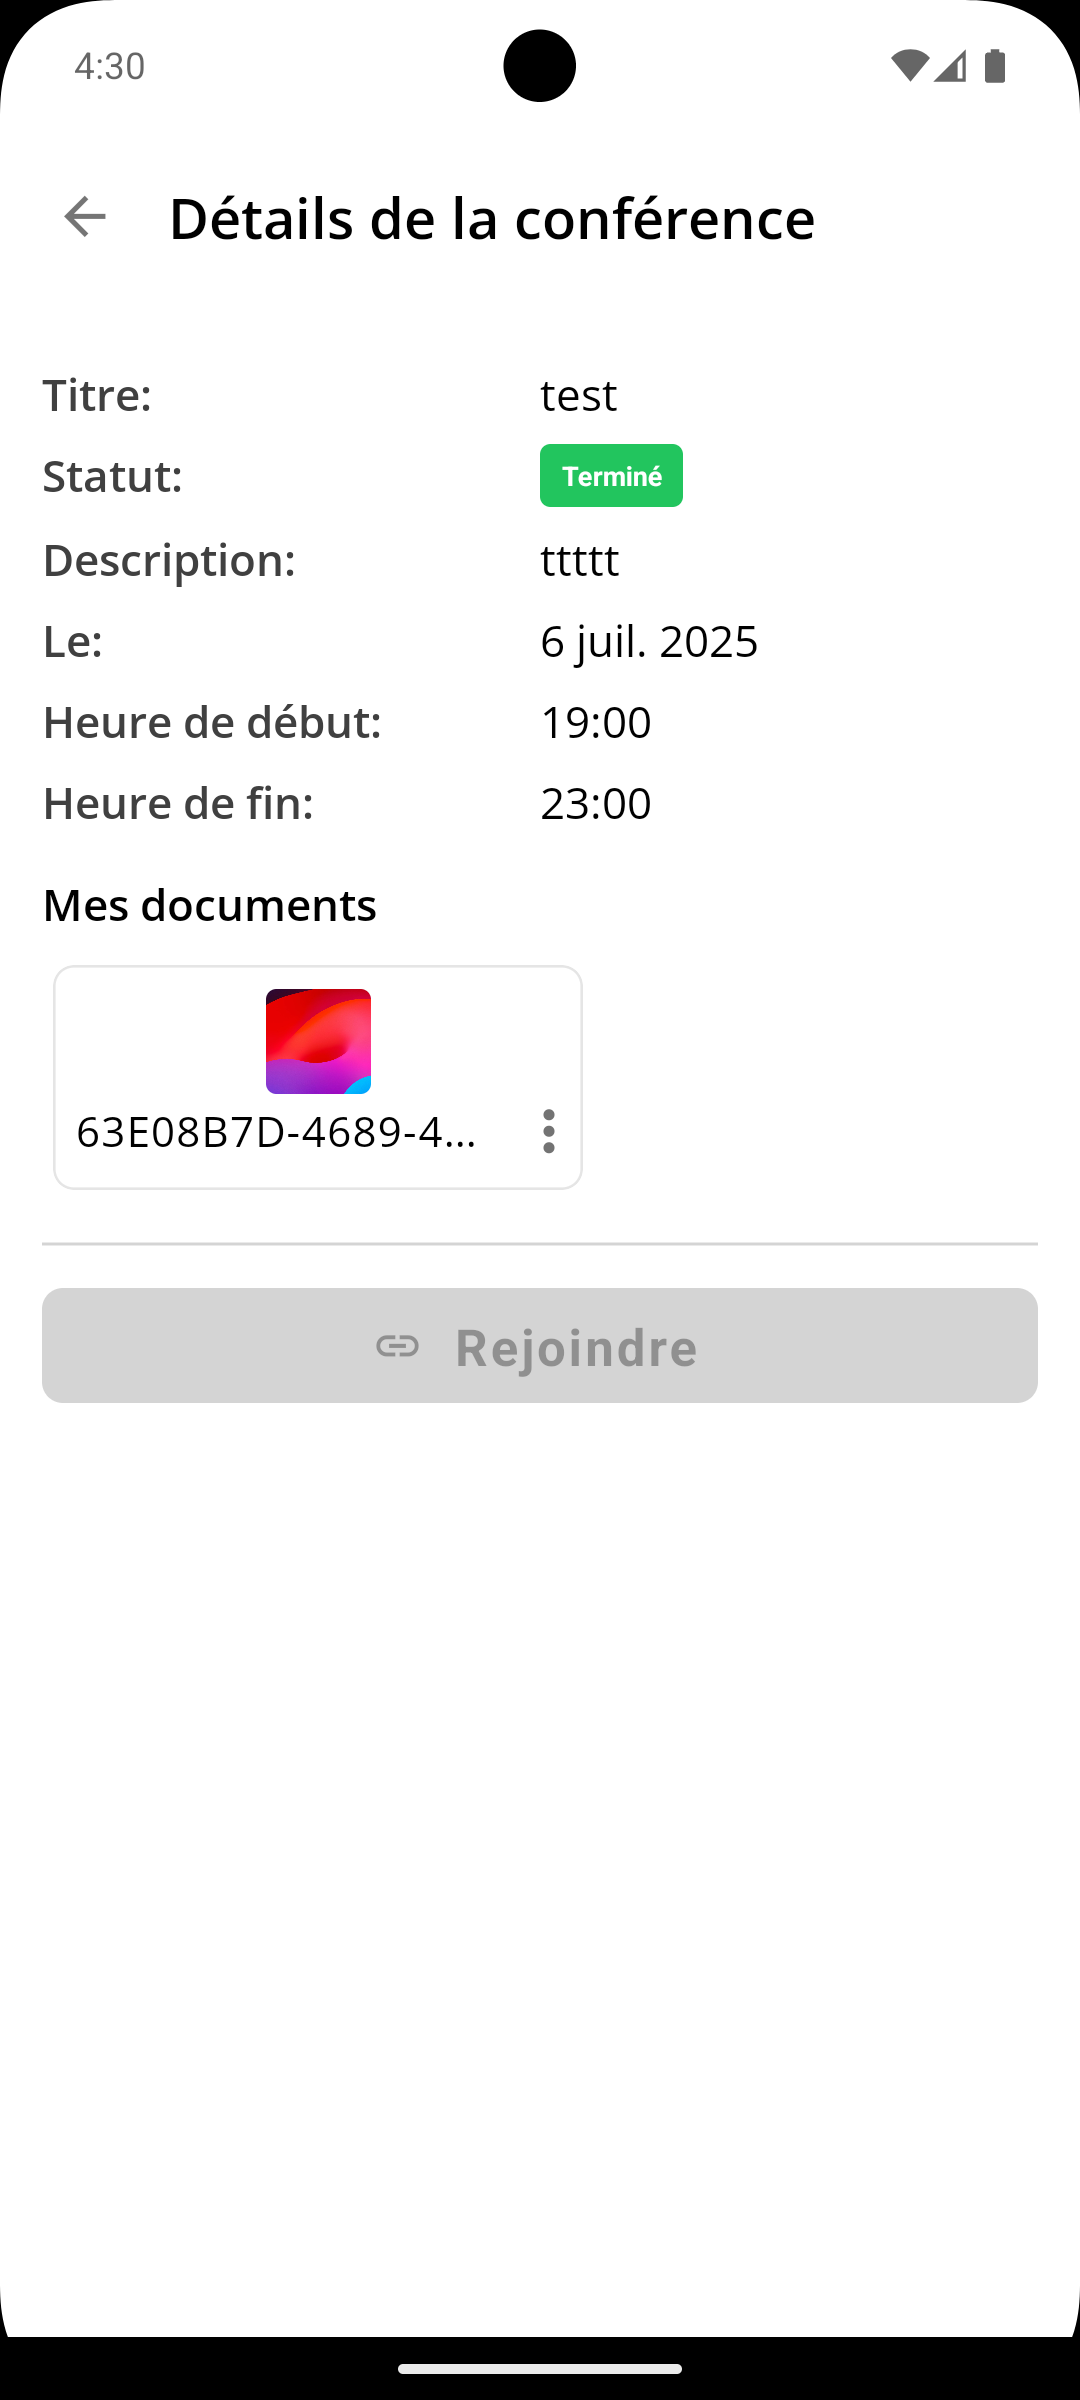 4:30
Détails de la conférence
Titre: test
Statut: Terminé
Description: ttttt
Le: 6 juil. 2025
Heure de début: 19:00
Heure de fin: 23:00
Mes documents
63E08B7D-4689-4...
Rejoindre